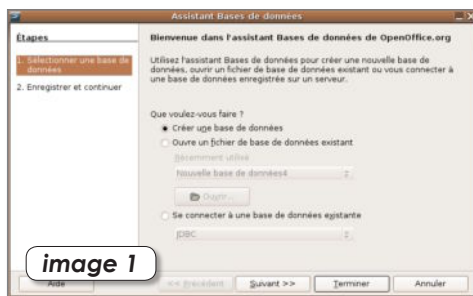 Assistant Bases de données
Étapes
1. Sélectionner une base de
données
2. Enregistrer et continuer
Bienvenue dans l'assistant Bases de données de OpenOffice.org
Utilisez l'assistant Bases de données pour créer une nouvelle base de
données, ouvrir un fichier de base de données existant ou vous connecter à
une base de données enregistrée sur un serveur.
Que voulez-vous faire ?
Créer une base de données
Ouvre un fichier de base de données existant
Récemment utilisé
Nouvelle base de données4
Ouvrir...
Se connecter à une base de données existante
JDBC
image 1
Aide
<< Précédent
Suivant >>
Terminer
Annuler